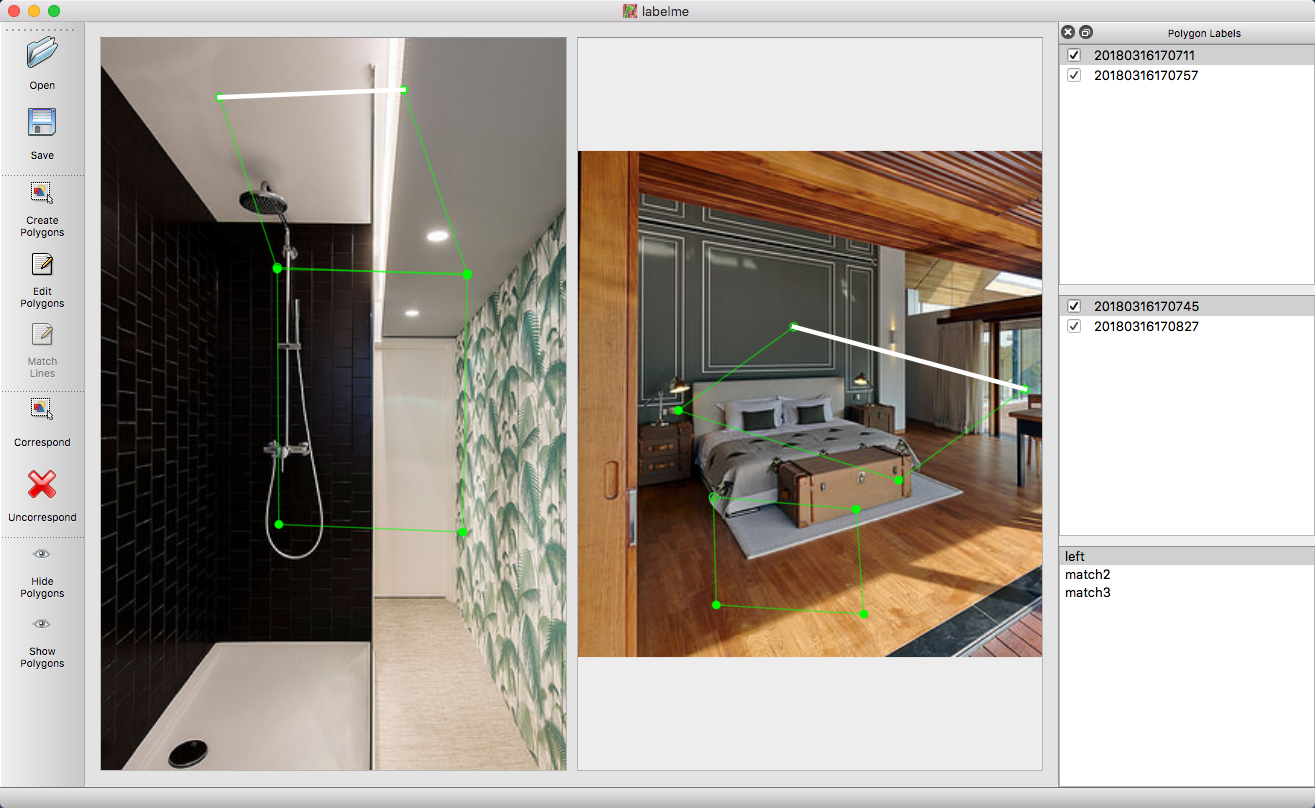 labelme
Open
Save
Create
Polygons
Edit
Polygons
Match
Lines
Correspond
Uncorrespond
Hide
Polygons
Show
Polygons
Polygon Labels
20180316170711
20180316170757
20180316170745
20180316170827
left
match2
match3